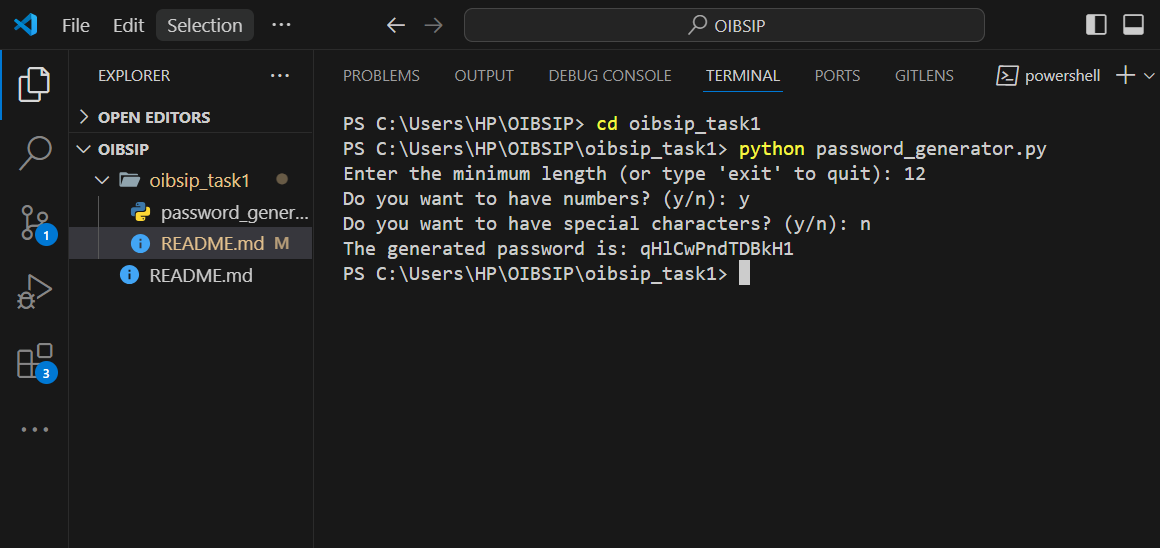 File Edit Selection ··· OIBSIP
EXPLORER ···
OPEN EDITORS
OIBSIP
oibsip_task1
password_gener...
README.md M
README.md
1
3
PROBLEMS OUTPUT DEBUG CONSOLE TERMINAL PORTS GITLENS powershell
PS C:\Users\HP\OIBSIP> cd oibsip_task1
PS C:\Users\HP\OIBSIP\oibsip_task1> python password_generator.py
Enter the minimum length (or type 'exit' to quit): 12
Do you want to have numbers? (y/n): y
Do you want to have special characters? (y/n): n
The generated password is: qHlCwPndTDBkH1
PS C:\Users\HP\OIBSIP\oibsip_task1>